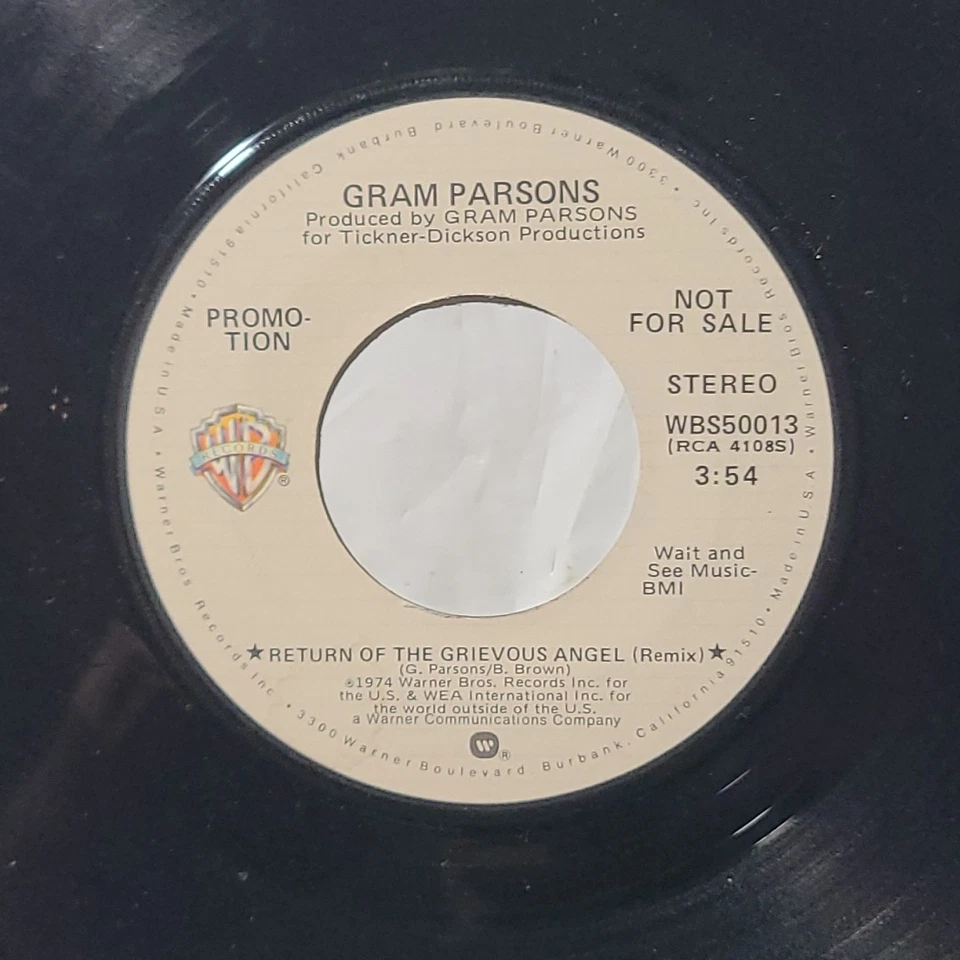 GRAM PARSONS
Produced by GRAM PARSONS
for Tickner-Dickson Productions
PROMO-
TION
NOT
FOR SALE
STEREO
WBS50013
(RCA 4108S)
3:54
WB
RECORDS
®
Wait and
See Music-
BMI
★RETURN OF THE GRIEVOUS ANGEL (Remix)★
(G. Parsons/B. Brown)
℗1974 Warner Bros. Records Inc. for
the U.S. & WEA International Inc. for
the world outside of the U.S.
a Warner Communications Company
®
Warner Bros Records Inc • 3300 Warner Boulevard Burbank California 91510 • Made in U S A •
Warner Bros Records Inc • 3300 Warner Boulevard Burbank, California 91510 • Made in U S A •